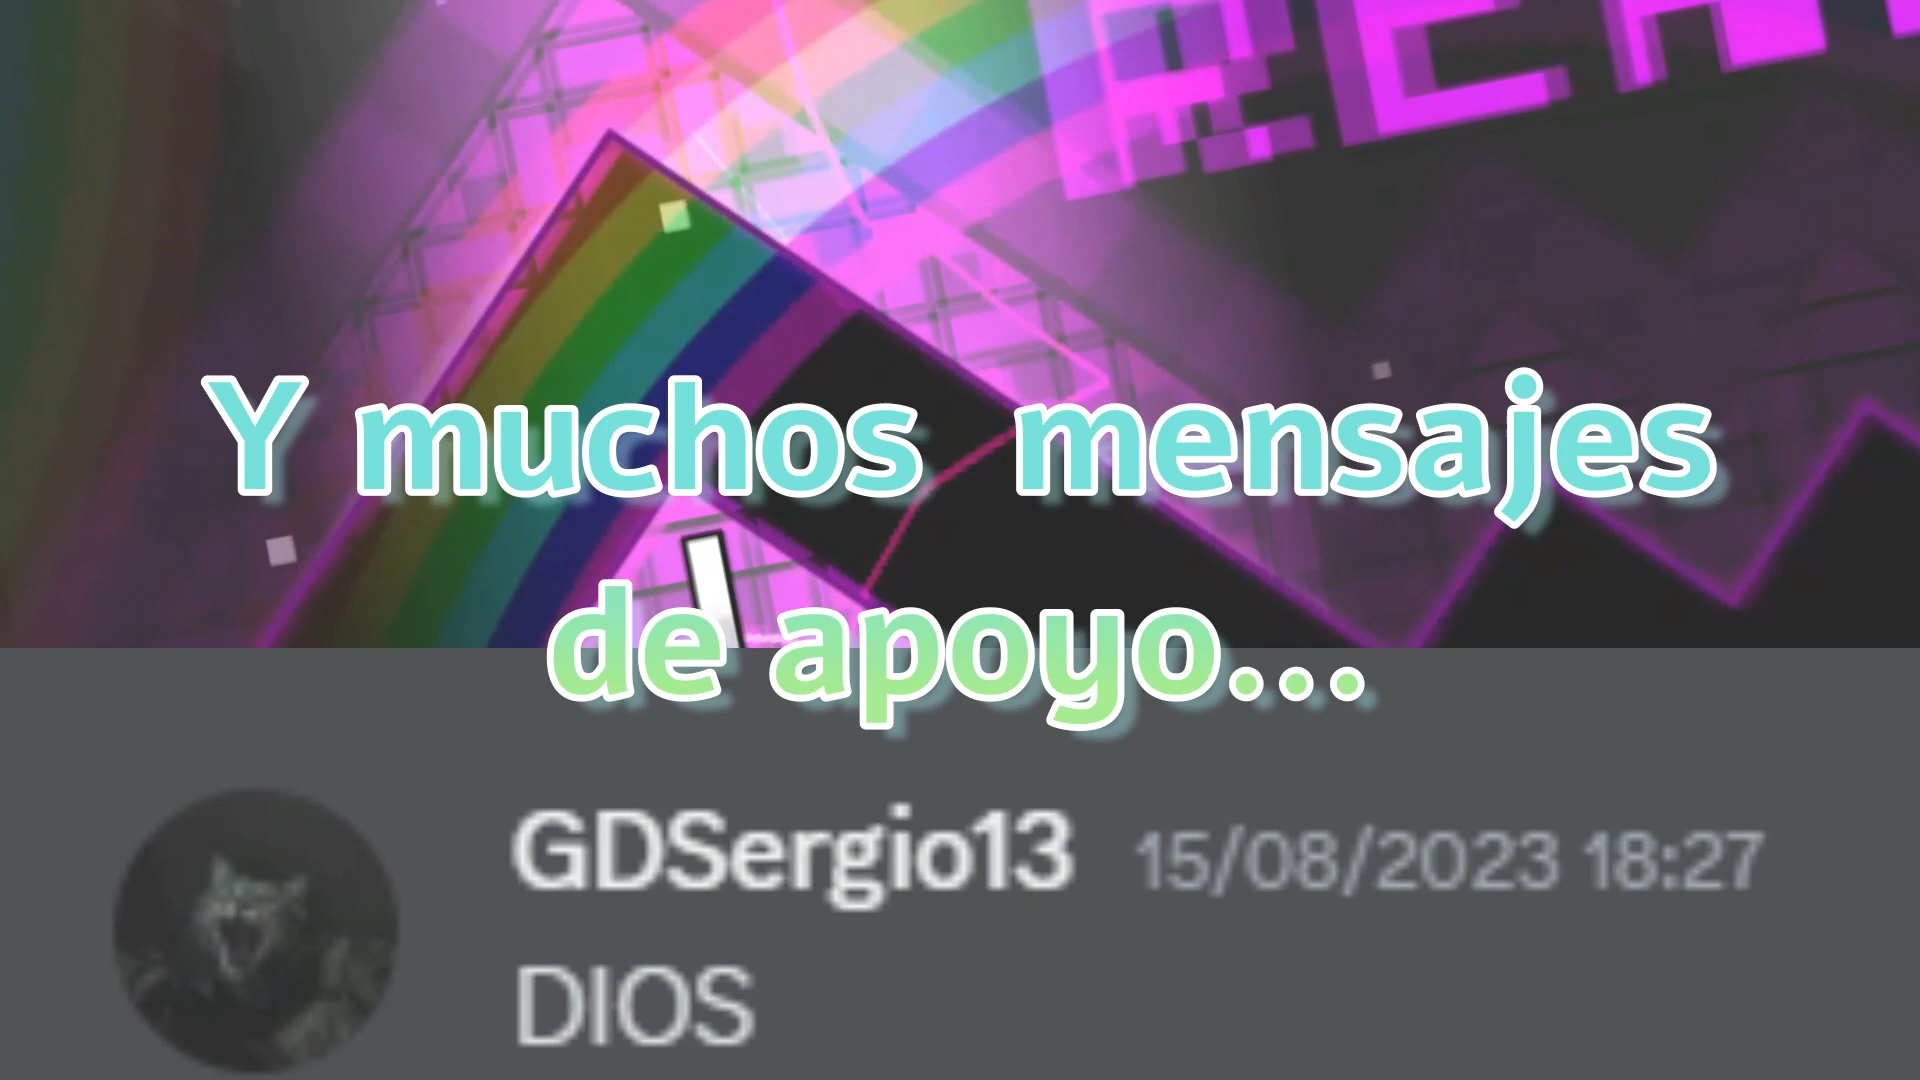 Y muchos mensajes
de apoyo...
GDSergio13 15/08/2023 18:27
DIOS